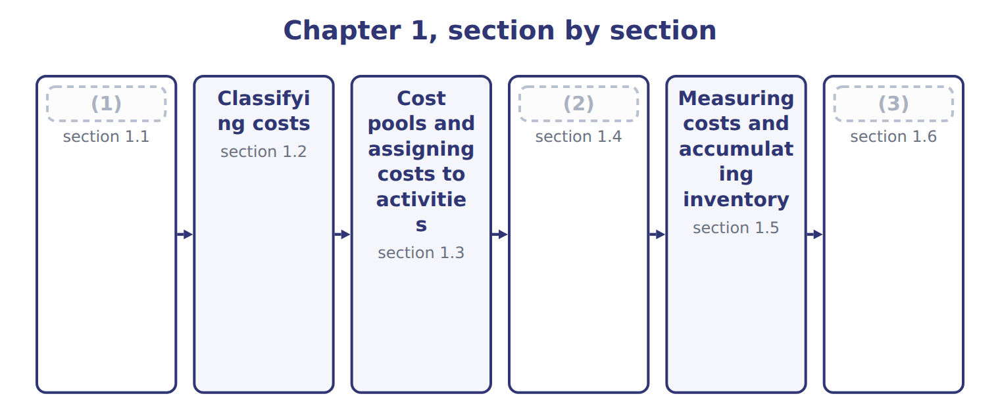 Chapter 1, section by section
(1)
section 1.1
Classifyi
ng costs
section 1.2
Cost
pools and
assigning
costs to
activitie
s
section 1.3
(2)
section 1.4
Measuring
costs and
accumulat
ing
inventory
section 1.5
(3)
section 1.6